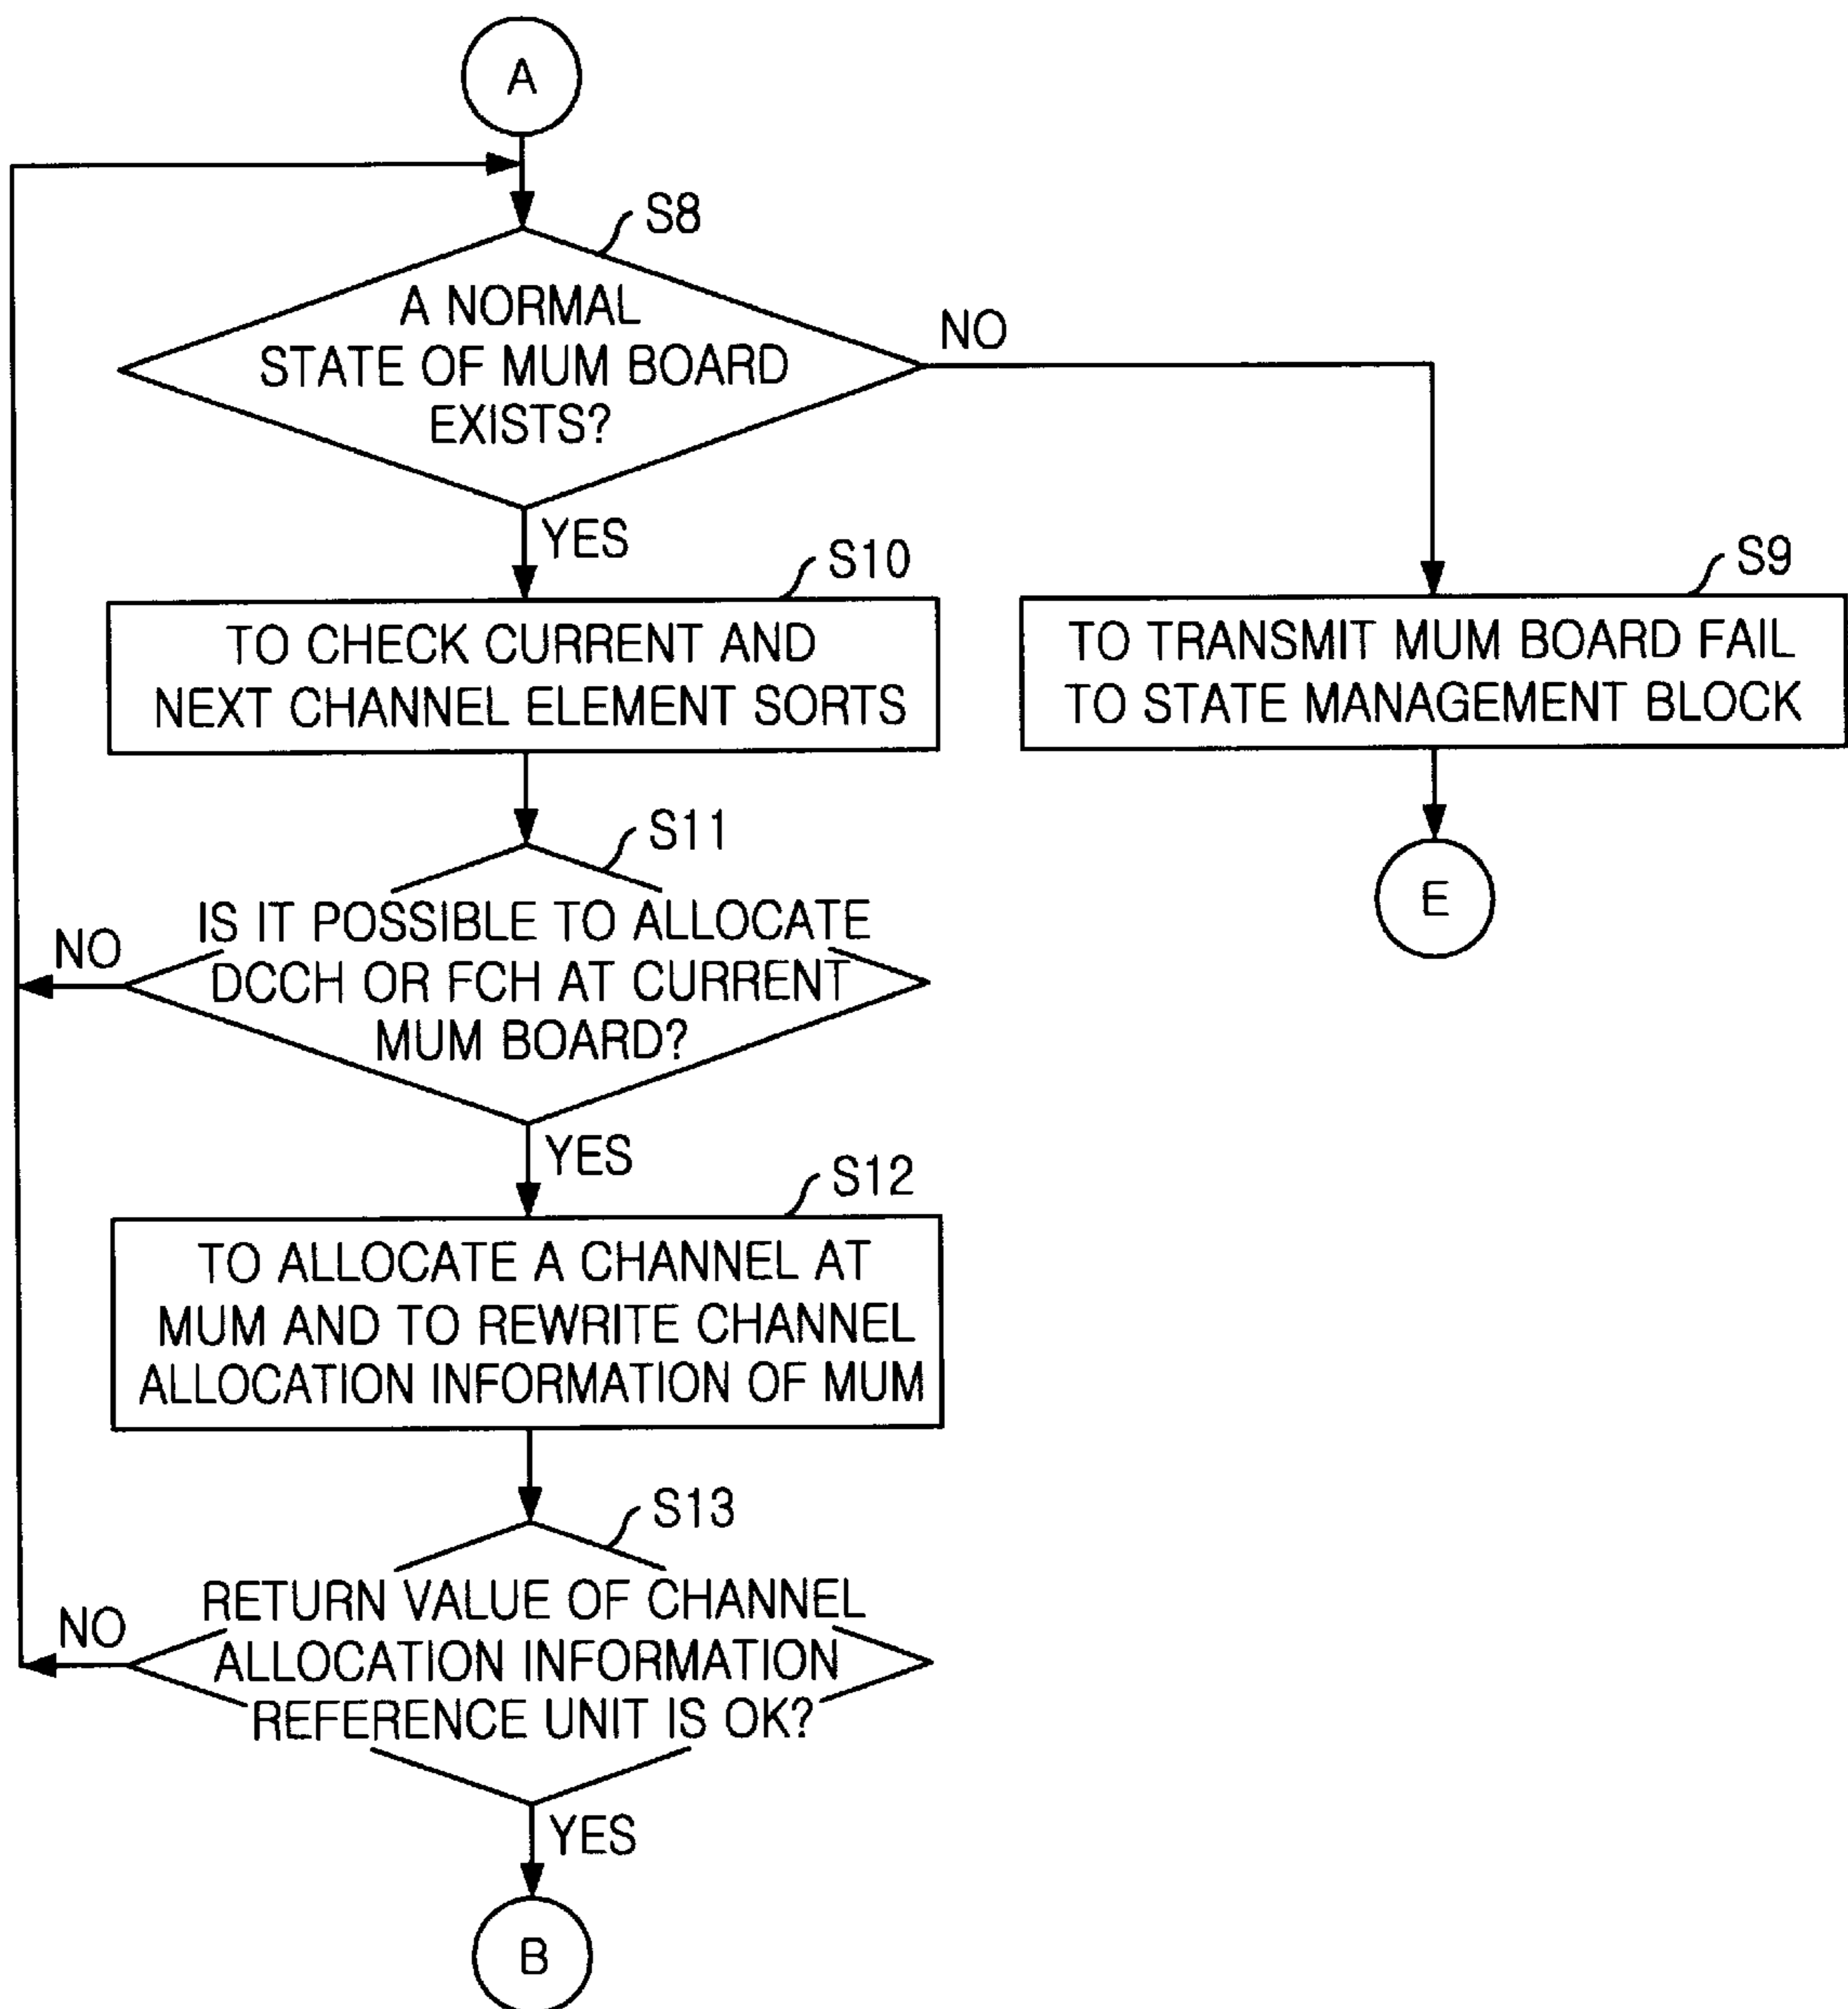 A
S8
A NORMAL
STATE OF MUM BOARD
EXISTS?
NO
YES
S10
TO CHECK CURRENT AND
NEXT CHANNEL ELEMENT SORTS
S9
TO TRANSMIT MUM BOARD FAIL
TO STATE MANAGEMENT BLOCK
E
S11
IS IT POSSIBLE TO ALLOCATE
DCCH OR FCH AT CURRENT
MUM BOARD?
NO
YES
S12
TO ALLOCATE A CHANNEL AT
MUM AND TO REWRITE CHANNEL
ALLOCATION INFORMATION OF MUM
S13
RETURN VALUE OF CHANNEL
ALLOCATION INFORMATION
REFERENCE UNIT IS OK?
NO
YES
B